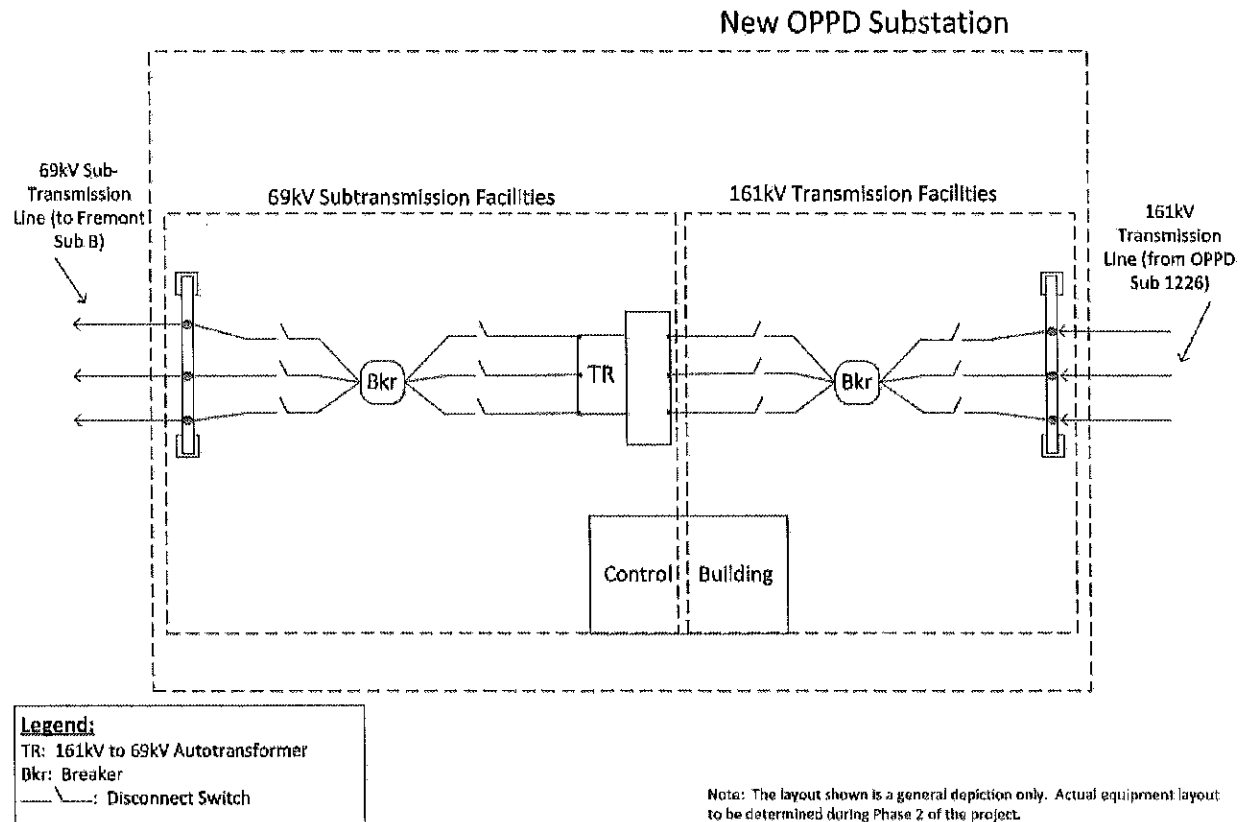 New OPPD Substation
69kV Sub-
Transmission
Line (to Fremont
Sub B)
69kV Subtransmission Facilities
161kV Transmission Facilities
161kV
Transmission
Line (from OPPD
Sub 1226)
Bkr
TR
Bkr
Control
Building
Legend:
TR: 161kV to 69kV Autotransformer
Bkr: Breaker
: Disconnect Switch
Note: The layout shown is a general depiction only. Actual equipment layout
to be determined during Phase 2 of the project.